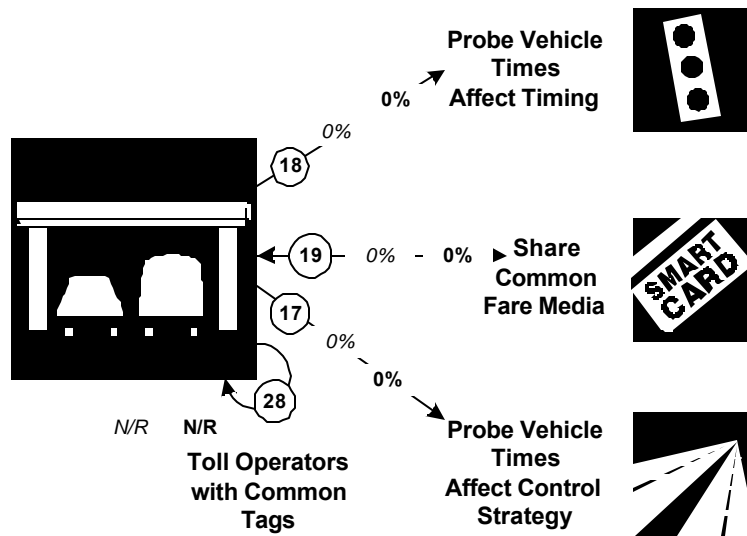 Probe Vehicle
Times
Affect Timing
0%
0%
18
19
0%
0%
Share
Common
Fare Media
SMART
CARD
17
0%
0%
28
N/R N/R
Toll Operators
with Common
Tags
Probe Vehicle
Times
Affect Control
Strategy